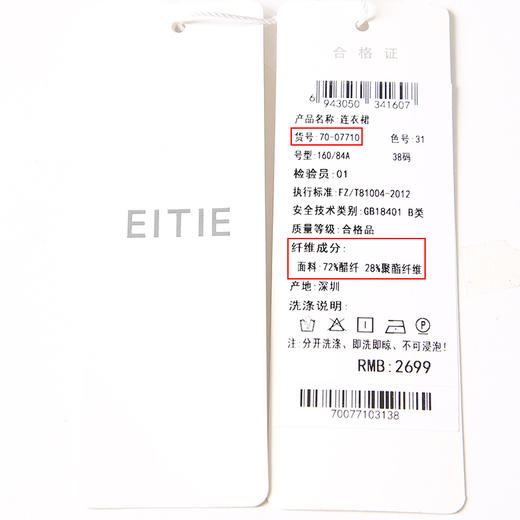 EITIE
合格证
6 943050 341607
产品名称:连衣裙
货号:70-07710 色号:31
号型:160/84A 38码
检验员:01
执行标准:FZ/T81004-2012
安全技术类别:GB18401 B类
质量等级:合格品
纤维成分:
面料:72%醋纤 28%聚酯纤维
产地:深圳
洗涤说明:
注:分开洗涤、即洗即晾、不可浸泡!
RMB:2699
70077103138